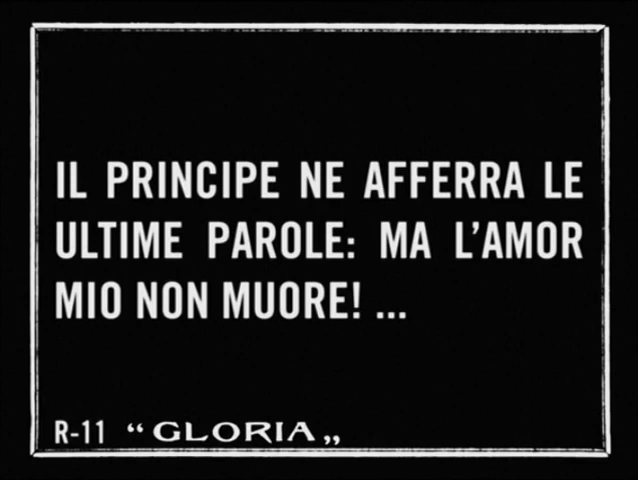 IL PRINCIPE NE AFFERRA LE
ULTIME PAROLE: MA L'AMOR
MIO NON MUORE! ...
R-11 “GLORIA„